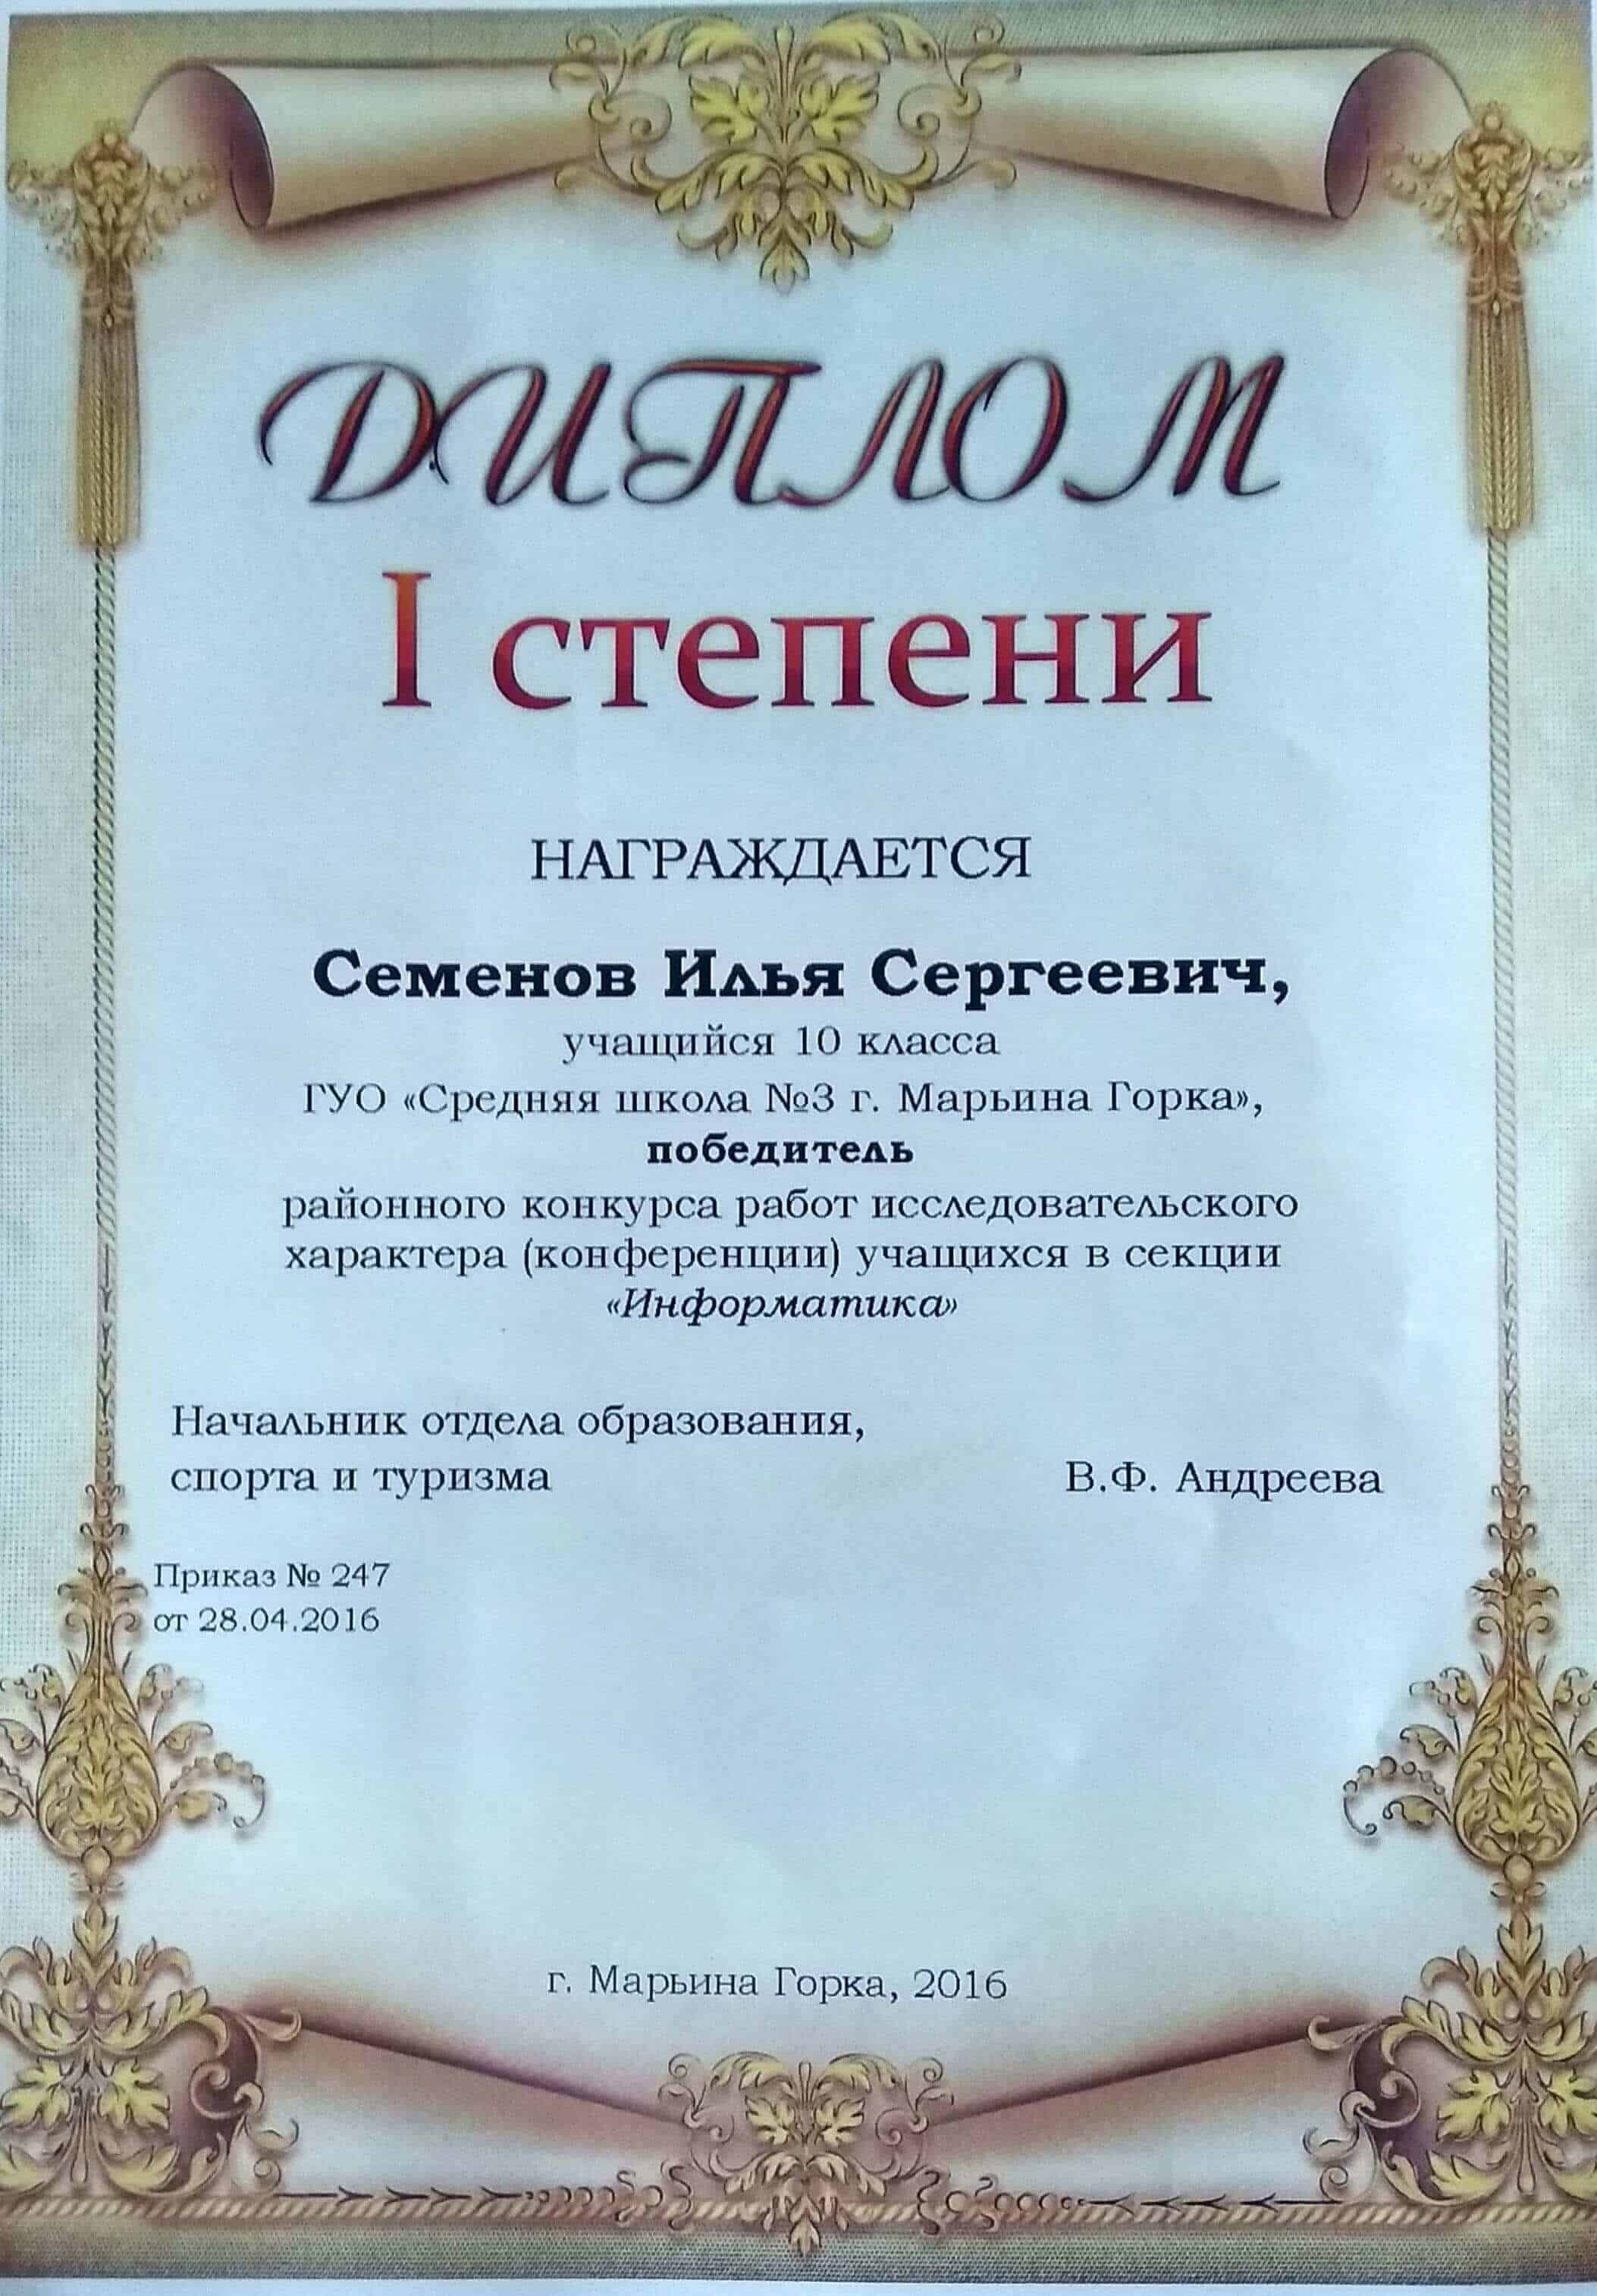 ДИПЛОМ
I степени
НАГРАЖДАЕТСЯ
Семенов Илья Сергеевич,
учащийся 10 класса
ГУО «Средняя школа №3 г. Марьина Горка»,
победитель
районного конкурса работ исследовательского
характера (конференции) учащихся в секции
«Информатика»
Начальник отдела образования,
спорта и туризма В.Ф. Андреева
Приказ № 247
от 28.04.2016
г. Марьина Горка, 2016